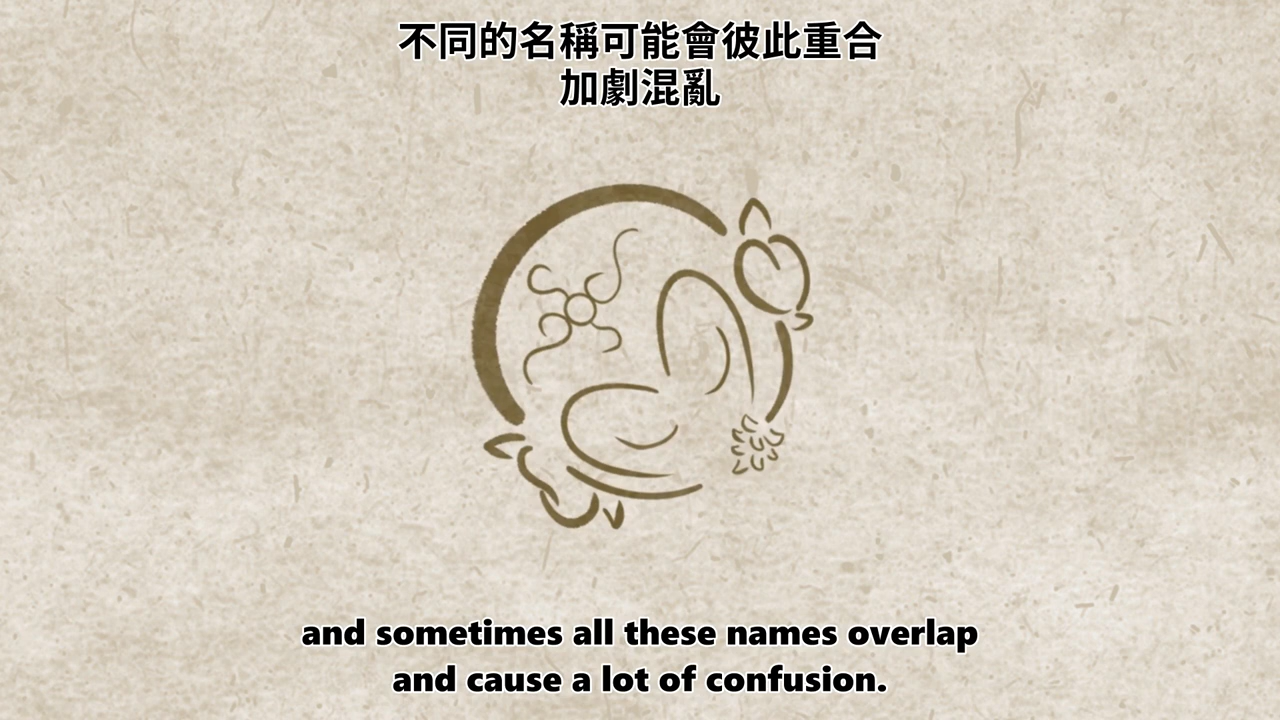 不同的名稱可能會彼此重合
加劇混亂
and sometimes all these names overlap
and cause a lot of confusion.